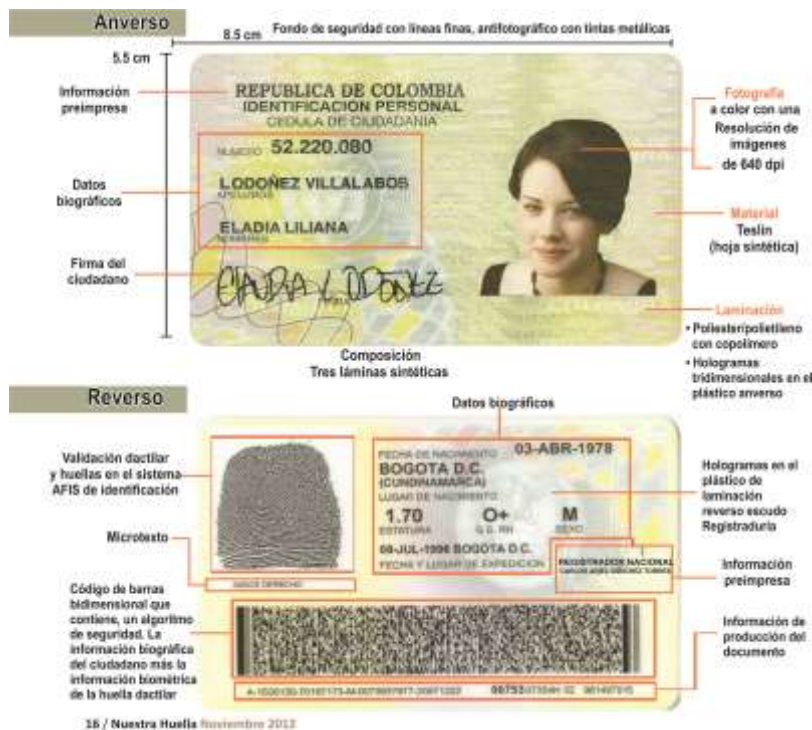 Anverso
8.5 cm
Fondo de seguridad con líneas finas, antifotográfico con tintas metálicas
5.5 cm
Información
preimpresa
REPUBLICA DE COLOMBIA
IDENTIFICACION PERSONAL
CEDULA DE CIUDADANIA
Fotografía
a color con una
Resolución de
imágenes
de 640 dpi
Datos
biográficos
NUMERO 52.220.080
LODOÑEZ VILLALABOS
APELLIDOS
ELADIA LILIANA
NOMBRES
Material
Teslin
(hoja sintética)
Firma del
ciudadano
Laminación
• Poliester/polietileno
con copolímero
• Hologramas
tridimensionales en el
plástico anverso
Composición
Tres láminas sintéticas
Reverso
Datos biográficos
Validación dactilar
y huellas en el sistema
AFIS de identificación
FECHA DE NACIMIENTO 03-ABR-1978
BOGOTA D.C.
(CUNDINAMARCA)
LUGAR DE NACIMIENTO
1.70 O+ M
ESTATURA G.S. RH SEXO
BOGOTA D.C.
FECHA Y LUGAR DE EXPEDICION
Hologramas en el
plástico de
laminación
reverso escudo
Registraduría
Microtexto
INDICE DERECHO
REGISTRADOR NACIONAL
CARLOS ARIEL SÁNCHEZ TORRES
Información
preimpresa
Código de barras
bidimensional que
contiene, un algoritmo
de seguridad. La
información biográfica
del ciudadano más la
información biométrica
de la huella dactilar
Información de
producción del
documento
16 / Nuestra Huella Noviembre 2013